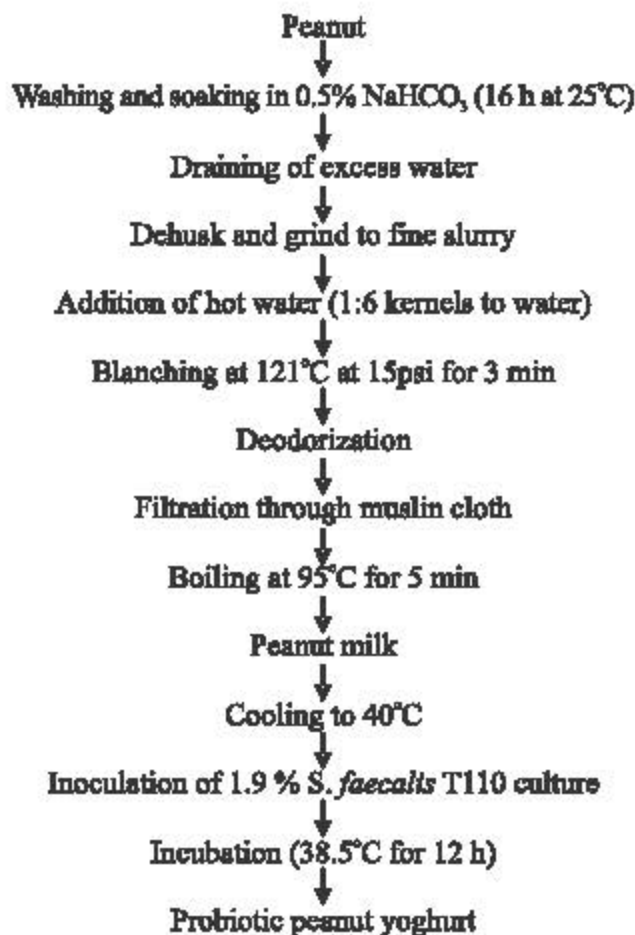 Peanut
Washing and soaking in 0.5% NaHCO₃ (16 h at 25°C)
Draining of excess water
Dehusk and grind to fine slurry
Addition of hot water (1:6 kernels to water)
Blanching at 121°C at 15psi for 3 min
Deodorization
Filtration through muslin cloth
Boiling at 95°C for 5 min
Peanut milk
Cooling to 40°C
Inoculation of 1.9 % S. faecalis T110 culture
Incubation (38.5°C for 12 h)
Probiotic peanut yoghurt